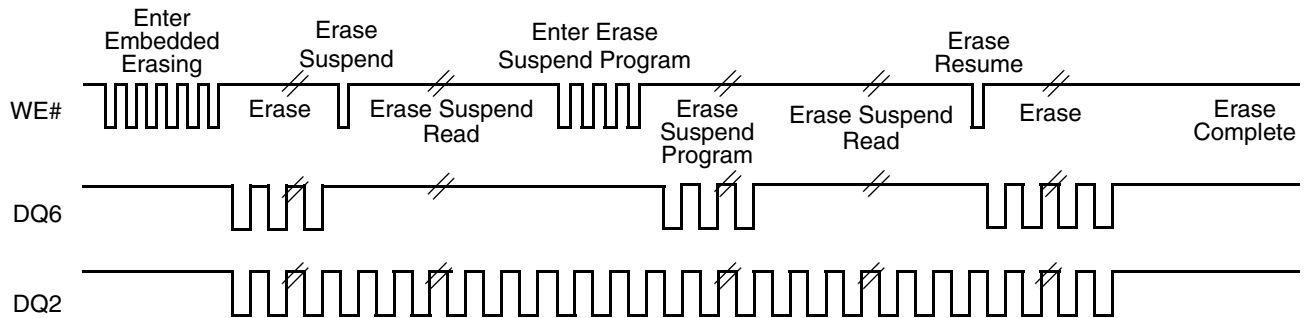 Enter
Embedded
Erasing
Erase
Suspend
Enter Erase
Suspend Program
Erase
Resume
WE#
Erase
Erase Suspend
Read
Erase
Suspend
Program
Erase Suspend
Read
Erase
Erase
Complete
DQ6
DQ2